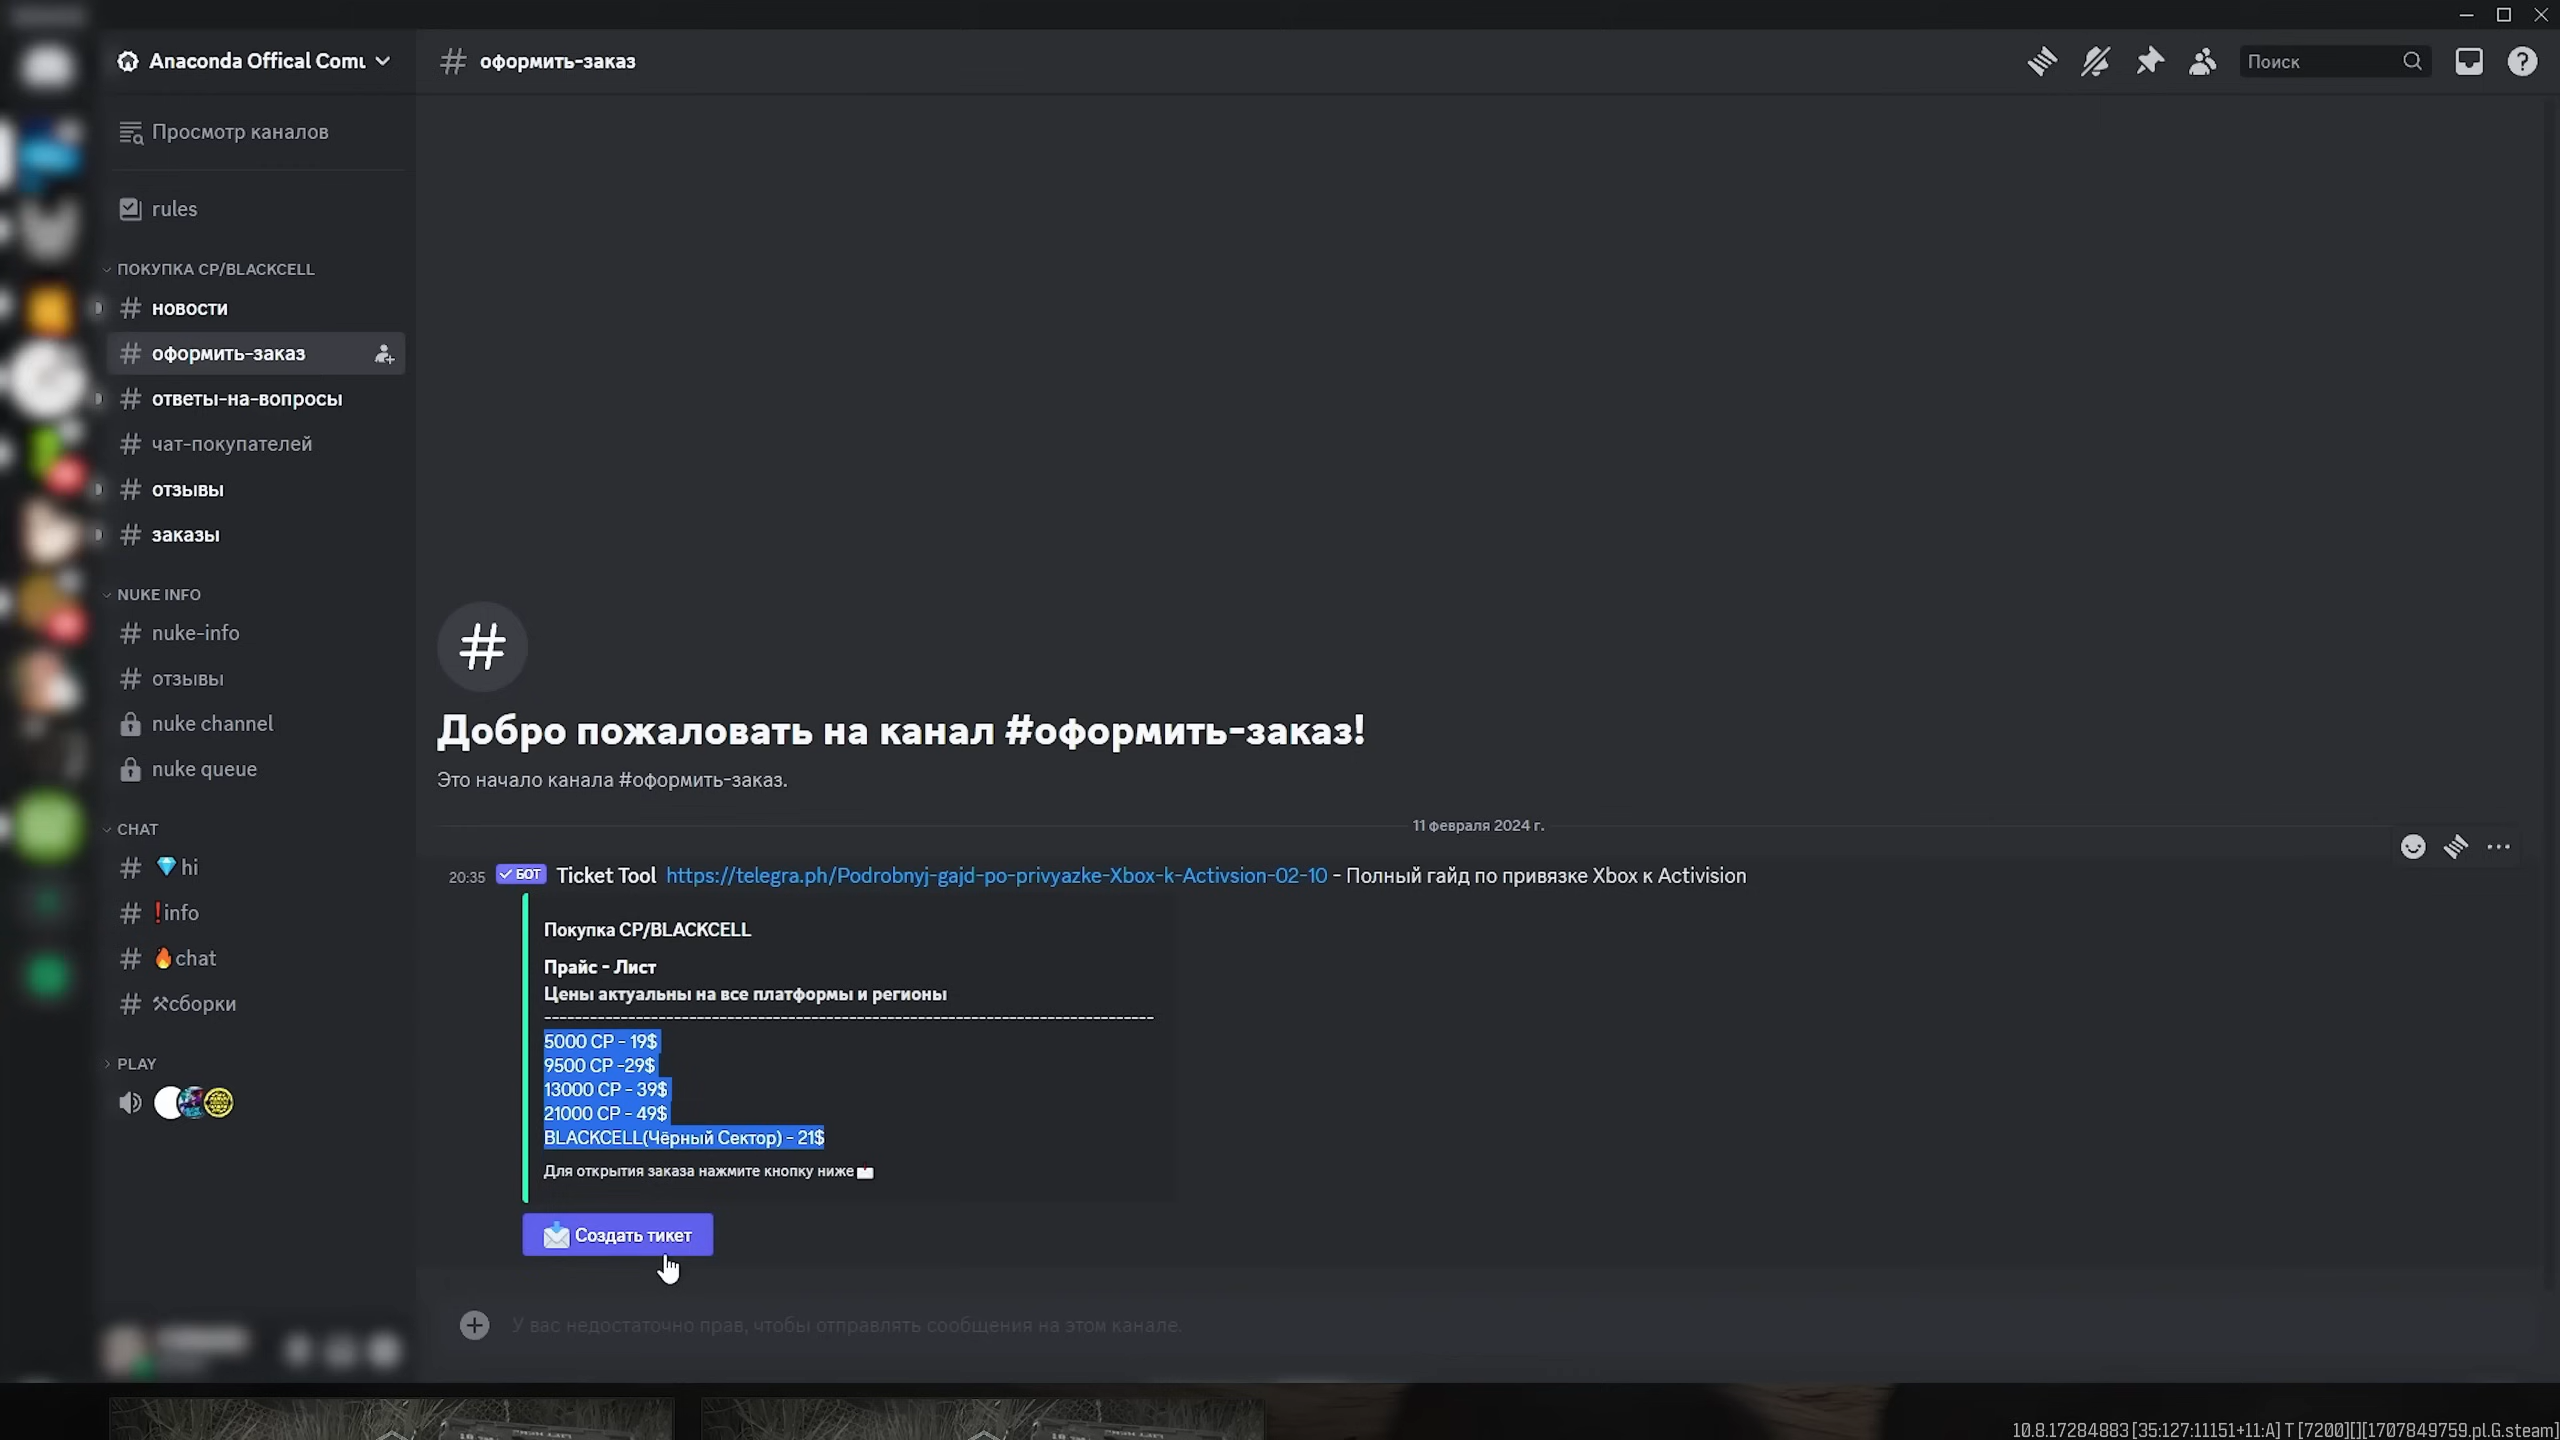 Anaconda Offical Comu
# оформить-заказ
Поиск
Просмотр каналов
rules
ПОКУПКА CP/BLACKCELL
# новости
# оформить-заказ
# ответы-на-вопросы
# чат-покупателей
# отзывы
# заказы
NUKE INFO
# nuke-info
# отзывы
nuke channel
nuke queue
CHAT
# 💎hi
# ❗info
# 🔥chat
# ⚒сборки
PLAY
#
Добро пожаловать на канал #оформить-заказ!
Это начало канала #оформить-заказ.
11 февраля 2024 г.
20:35 ✓ БОТ Ticket Tool https://telegra.ph/Podrobnyj-gajd-po-privyazke-Xbox-k-Activsion-02-10 - Полный гайд по привязке Xbox к Activision
Покупка CP/BLACKCELL
Прайс - Лист
Цены актуальны на все платформы и регионы
--------------------------------------------------------------------------------
5000 CP - 19$
9500 CP -29$
13000 CP - 39$
21000 CP - 49$
BLACKCELL(Чёрный Сектор) - 21$
Для открытия заказа нажмите кнопку ниже
Создать тикет
У вас недостаточно прав, чтобы отправлять сообщения на этом канале.
10.8.17284883 [35:127:11151+11:A] T [7200][][1707849759.pl.G.steam]